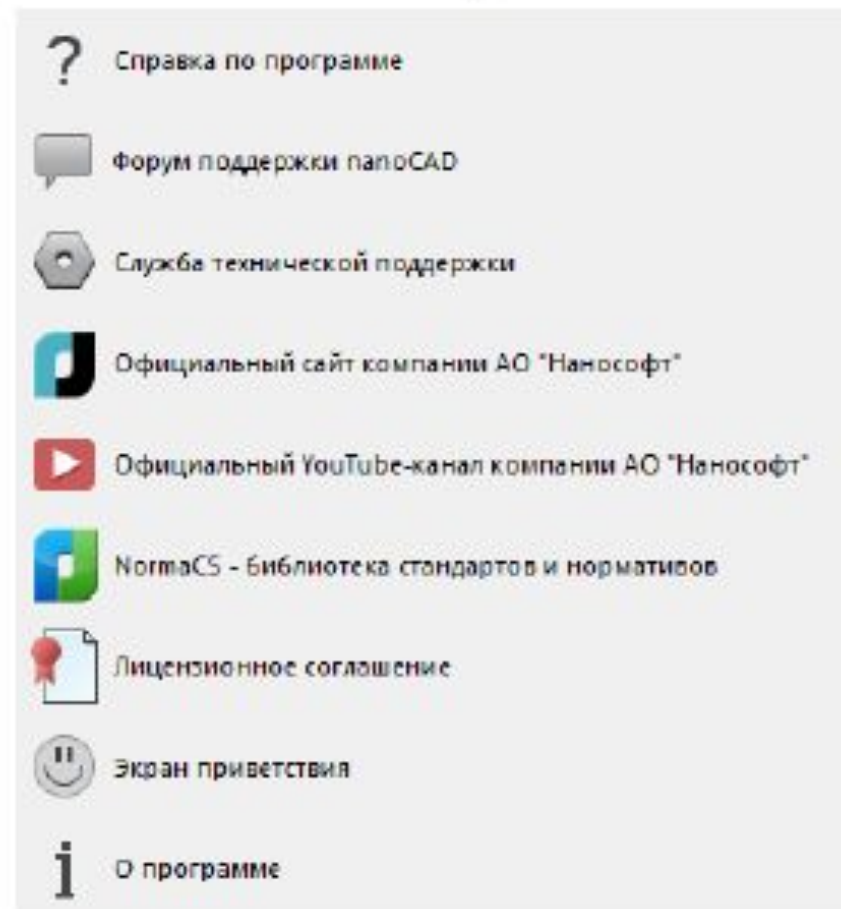 Справка по программе
Форум поддержки nanoCAD
Служба технической поддержки
Официальный сайт компании АО "Нанософт"
Официальный YouTube-канал компании АО "Нанософт"
NormaCS - библиотека стандартов и нормативов
Лицензионное соглашение
Экран приветствия
О программе